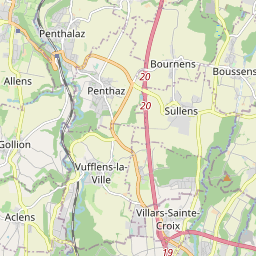 Penthalaz
Bournens
20
Boussens
Allens
Penthaz
20
Sullens
Gollion
Vufflens-la-
Ville
Aclens
Villars-Sainte-
Croix
19